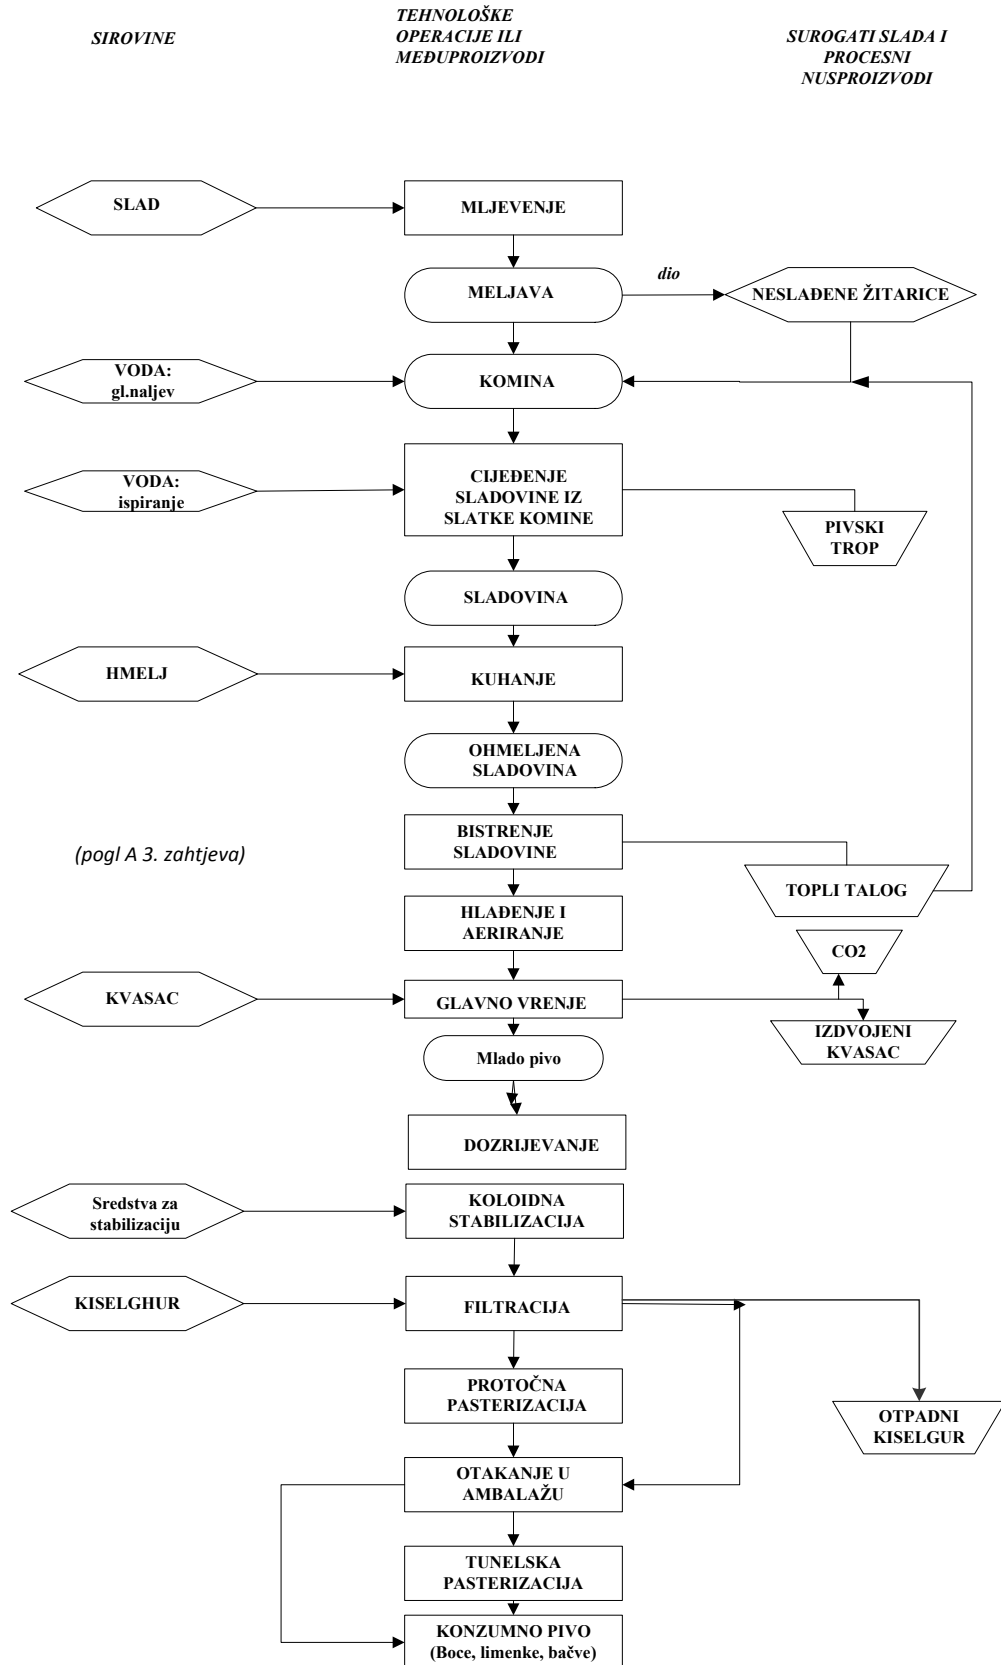 SIROVINE
TEHNOLOŠKE
OPERACIJE ILI
MEĐUPROIZVODI
SUROGATI SLADA I
PROCESNI
NUSPROIZVODI
SLAD
MLJEVENJE
MELJAVA
dio
NESLAĐENE ŽITARICE
VODA:
gl.naljev
KOMINA
VODA:
ispiranje
CIJEĐENJE
SLADOVINE IZ
SLATKE KOMINE
PIVSKI
TROP
SLADOVINA
HMELJ
KUHANJE
OHMELJENA
SLADOVINA
BISTRENJE
SLADOVINE
(pogl A 3. zahtjeva)
TOPLI TALOG
HLAĐENJE I
AERIRANJE
CO2
KVASAC
GLAVNO VRENJE
IZDVOJENI
KVASAC
Mlado pivo
DOZRIJEVANJE
Sredstva za
stabilizaciju
KOLOIDNA
STABILIZACIJA
KISELGHUR
FILTRACIJA
PROTOČNA
PASTERIZACIJA
OTPADNI
KISELGUR
OTAKANJE U
AMBALAŽU
TUNELSKA
PASTERIZACIJA
KONZUMNO PIVO
(Boce, limenke, bačve)